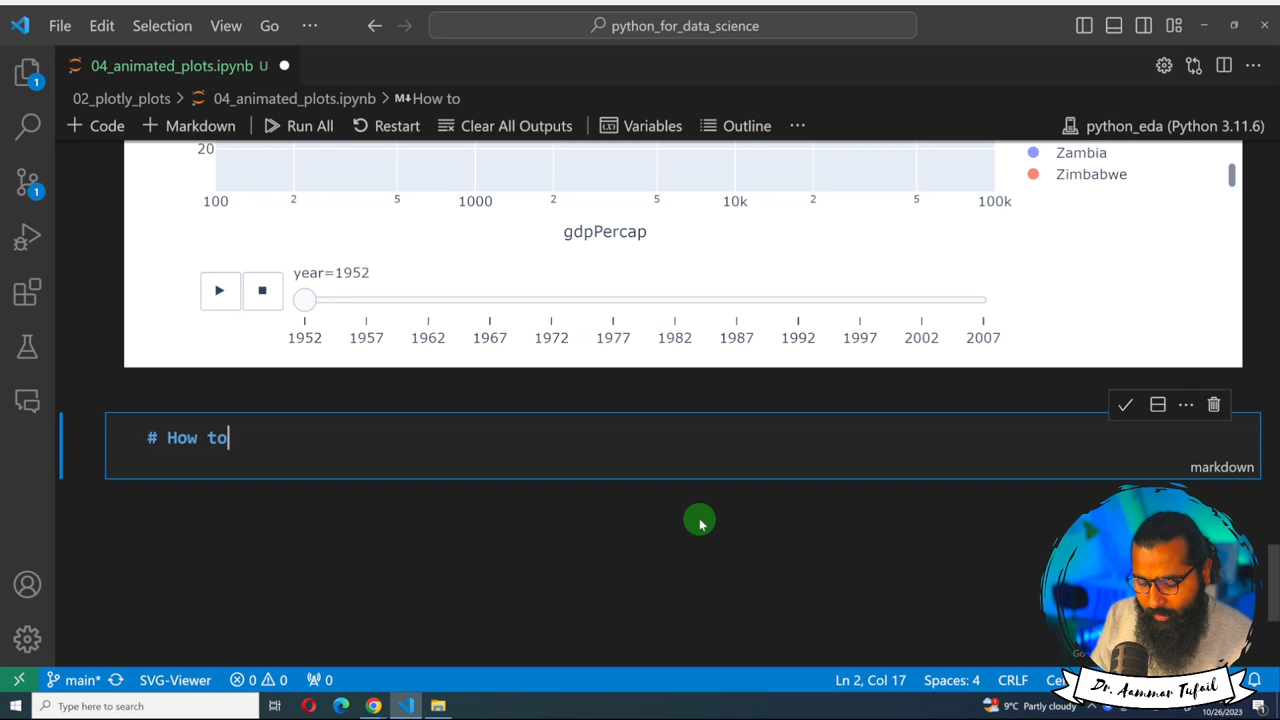 File Edit Selection View Go ··· python_for_data_science
04_animated_plots.ipynb U
02_plotly_plots > 04_animated_plots.ipynb > M↓How to
+ Code + Markdown Run All Restart Clear All Outputs Variables Outline ··· python_eda (Python 3.11.6)
20
Zambia
Zimbabwe
100 2 5 1000 2 5 10k 2 5 100k
gdpPercap
year=1952
1952 1957 1962 1967 1972 1977 1982 1987 1992 1997 2002 2007
# How to
markdown
1
1
main* SVG-Viewer 0 0 0 Ln 2, Col 17 Spaces: 4 CRLF
Dr. Aammar Tufail
Type here to search 9°C Partly cloudy 10/26/2023